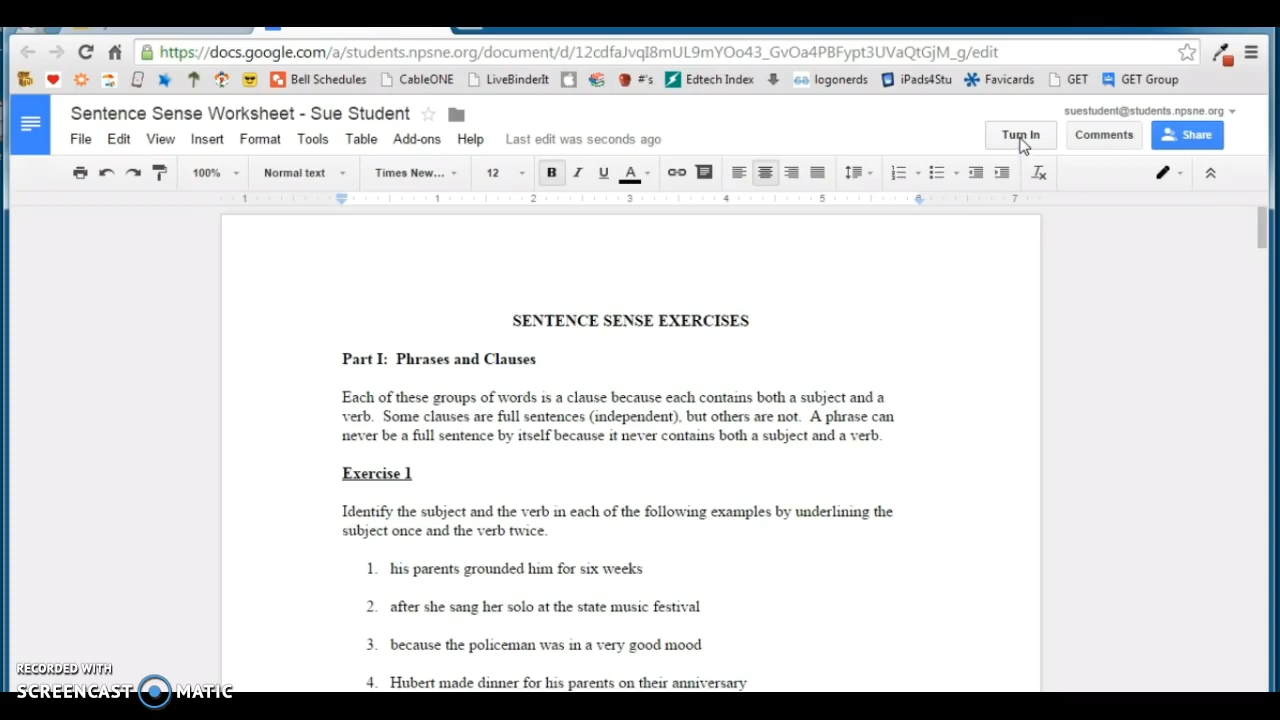 https://docs.google.com/a/students.npsne.org/document/d/12cdfaJvqI8mUL9mYOo43_GvOa4PBFypt3UVaQtGjM_g/edit
Bell Schedules CableONE LiveBinderIt #'s Edtech Index logonerds iPads4Stu Favicards GET GET Group
Sentence Sense Worksheet - Sue Student
suestudent@students.npsne.org
File Edit View Insert Format Tools Table Add-ons Help Last edit was seconds ago
Turn In Comments Share
100% Normal text Times New... 12 B I U A
1 1 2 3 4 5 6 7
SENTENCE SENSE EXERCISES
Part I: Phrases and Clauses
Each of these groups of words is a clause because each contains both a subject and a
verb. Some clauses are full sentences (independent), but others are not. A phrase can
never be a full sentence by itself because it never contains both a subject and a verb.
Exercise 1
Identify the subject and the verb in each of the following examples by underlining the
subject once and the verb twice.
1. his parents grounded him for six weeks
2. after she sang her solo at the state music festival
3. because the policeman was in a very good mood
4. Hubert made dinner for his parents on their anniversary
RECORDED WITH
SCREENCAST MATIC